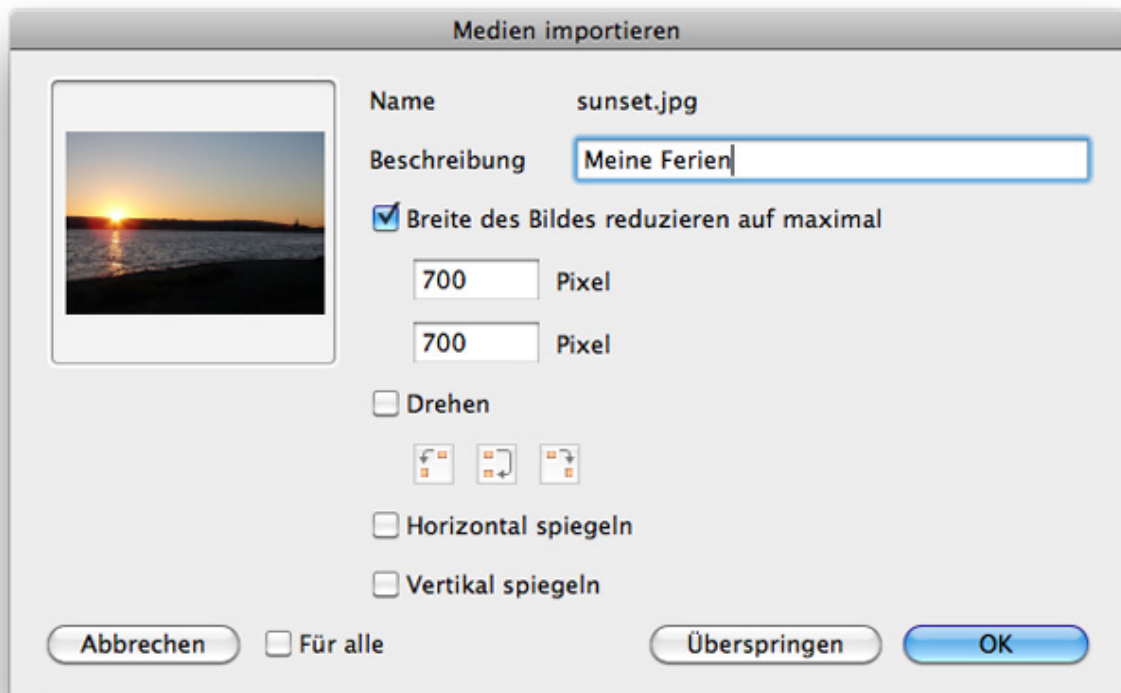 Medien importieren
Name sunset.jpg
Beschreibung Meine Ferien
Breite des Bildes reduzieren auf maximal
700 Pixel
700 Pixel
Drehen
Horizontal spiegeln
Vertikal spiegeln
Abbrechen Für alle Überspringen OK